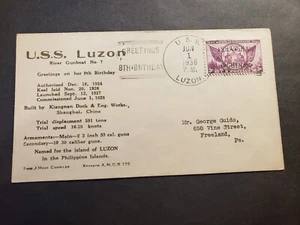 U.S.S. Luzon
River Gunboat No. 7
Greetings on her 8th Birthday
Authorized Dec. 18, 1924
Keel laid Nov. 20, 1926
Launched Sept. 12, 1927
Commissioned June 1, 1928
Built by Kiangnan Dock & Eng. Works,
Shanghai, China
Trial displacement 581 tons
Trial speed 16.25 knots
Armaments—Main—2 3 inch 50 cal. guns
Secondary—10 .30 caliber guns.
Named for the island of LUZON
in the Philippine Islands.
GREETINGS
8TH-BIRTHDAY
U.S.S.
JUN
1
1936
P.M.
LUZON
Mr. George Guido,
658 Vine Street,
Freeland,
Pa.